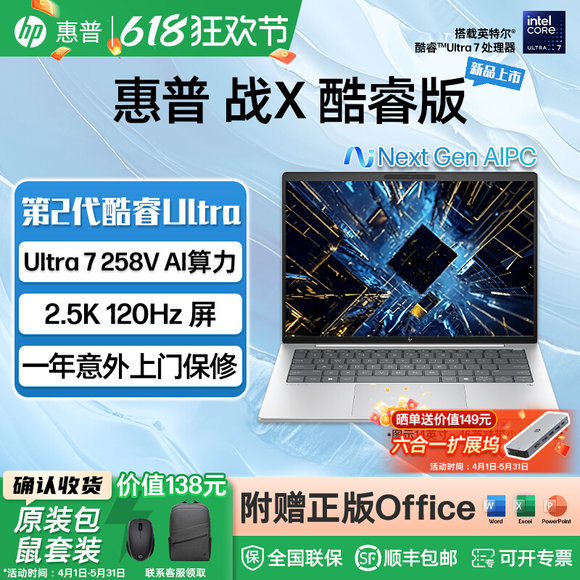 hp 惠普 618狂欢节
搭载英特尔®
酷睿™Ultra 7 处理器
intel
CORE
ULTRA 7
新品上市
惠普 战X 酷睿版
Next Gen AIPC
第2代酷睿Ultra
Ultra 7 258V AI算力
2.5K 120Hz 屏
一年意外上门保修
晒单送价值149元
六合一扩展坞
*活动时间：4月1日-5月31日
确认收货 价值138元
原装包
鼠套装
*活动时间：4月1日-5月31日
联系客服领取
附赠正版Office
Word Excel PowerPoint
保 全国联保 SF 顺丰包邮 可开专票